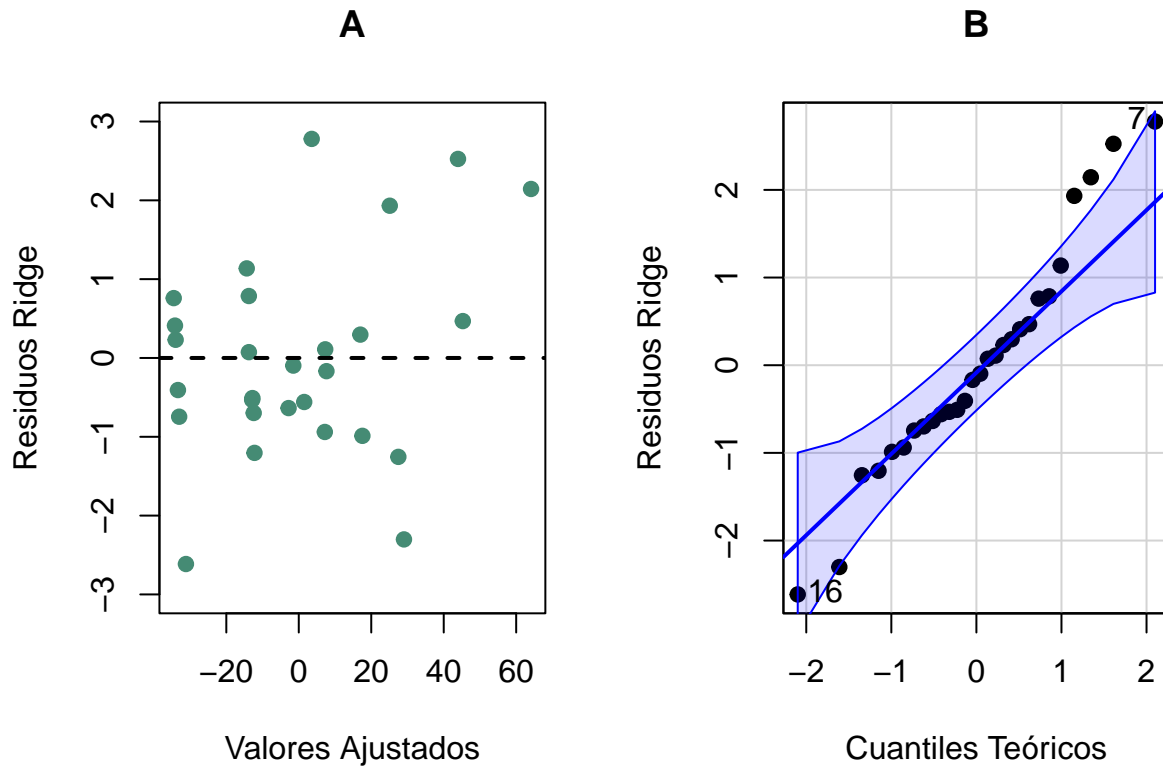 A
Residuos Ridge
3
2
1
0
−1
−2
−3
−20 0 20 40 60
Valores Ajustados
B
Residuos Ridge
2
1
0
−1
−2
7
16
−2 −1 0 1 2
Cuantiles Teóricos